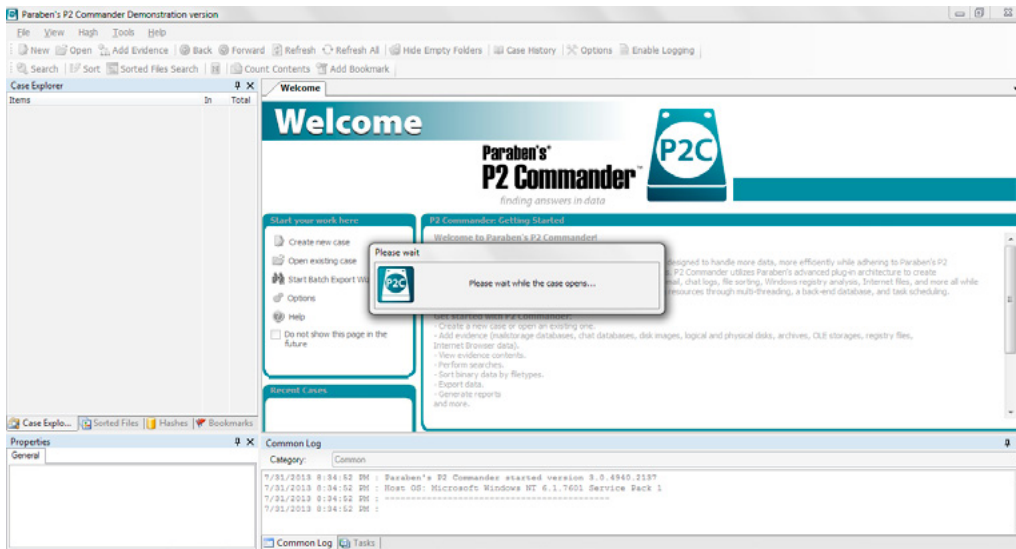 Paraben's P2 Commander Demonstration version
File View Hash Tools Help
New Open Add Evidence Back Forward Refresh Refresh All Hide Empty Folders Case History Options Enable Logging
Search Sort Sorted Files Search Count Contents Add Bookmark
Case Explorer
Items In Total
Welcome
Welcome
Paraben's®
P2 Commander™
finding answers in data
P2C
Start your work here
Create new case
Open existing case
Start Batch Export
Options
Help
Do not show this page in the
future
Recent Cases
P2 Commander: Getting Started
Welcome to Paraben's P2 Commander!
designed to handle more data, more efficiently while adhering to Paraben's P2
P2 Commander utilizes Paraben's advanced plug-in architecture to create
mail, chat logs, file sorting, Windows registry analysis, Internet files, and more all while
resources through multi-threading, a back-end database, and task scheduling.
Please wait
P2C
Please wait while the case opens...
Get started with P2 Commander:
- Create a new case or open an existing one.
- Add evidence (mailstorage databases, chat databases, disk images, logical and physical disks, archives, OLE storages, registry files,
Internet Browser data).
- View evidence contents.
- Perform searches.
- Sort binary data by filetypes.
- Export data.
- Generate reports
and more.
Case Explo... Sorted Files Hashes Bookmarks
Properties
General
Common Log
Category: Common
7/31/2013 8:34:52 PM : Paraben's P2 Commander started version 3.0.4940.2157
7/31/2013 8:34:52 PM : Host OS: Microsoft Windows NT 6.1.7601 Service Pack 1
7/31/2013 8:34:52 PM : ---------------------------------------------
7/31/2013 8:34:52 PM :
Common Log Tasks